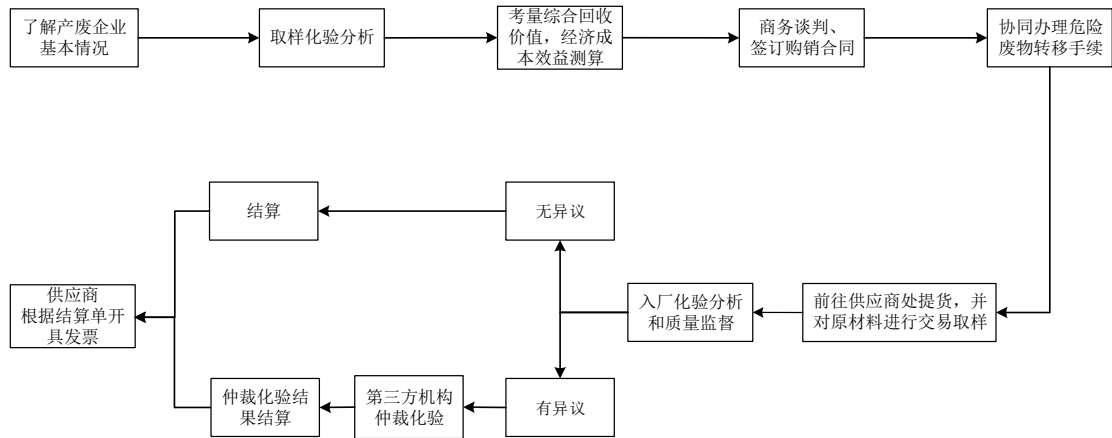 了解产废企业
基本情况
取样化验分析
考量综合回收
价值，经济成
本效益测算
商务谈判、
签订购销合同
协同办理危险
废物转移手续
结算
无异议
供应商
根据结算单开
具发票
入厂化验分析
和质量监督
前往供应商处提货，并
对原材料进行交易取样
仲裁化验结
果结算
第三方机构
仲裁化验
有异议